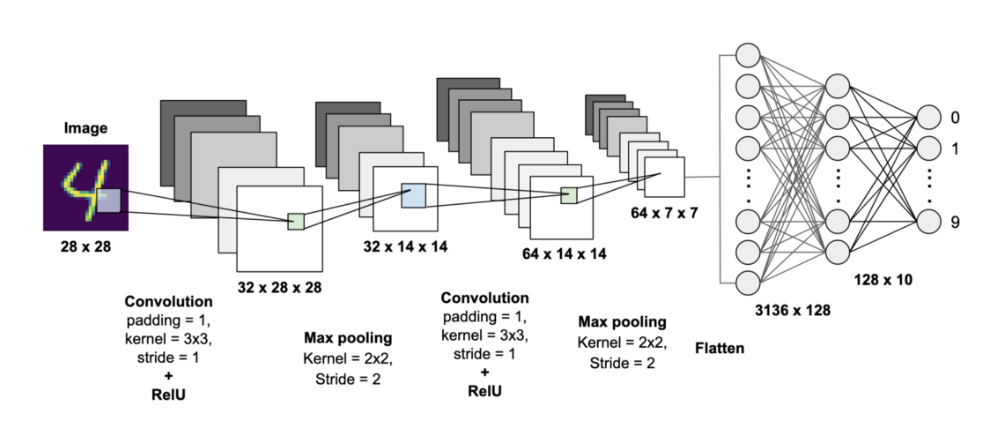 Image
28 x 28
32 x 28 x 28
Convolution
padding = 1,
kernel = 3x3,
stride = 1
+
RelU
32 x 14 x 14
Max pooling
Kernel = 2x2,
Stride = 2
64 x 14 x 14
Convolution
padding = 1,
kernel = 3x3,
stride = 1
+
RelU
64 x 7 x 7
Max pooling
Kernel = 2x2,
Stride = 2
Flatten
3136 x 128
128 x 10
0
1
9